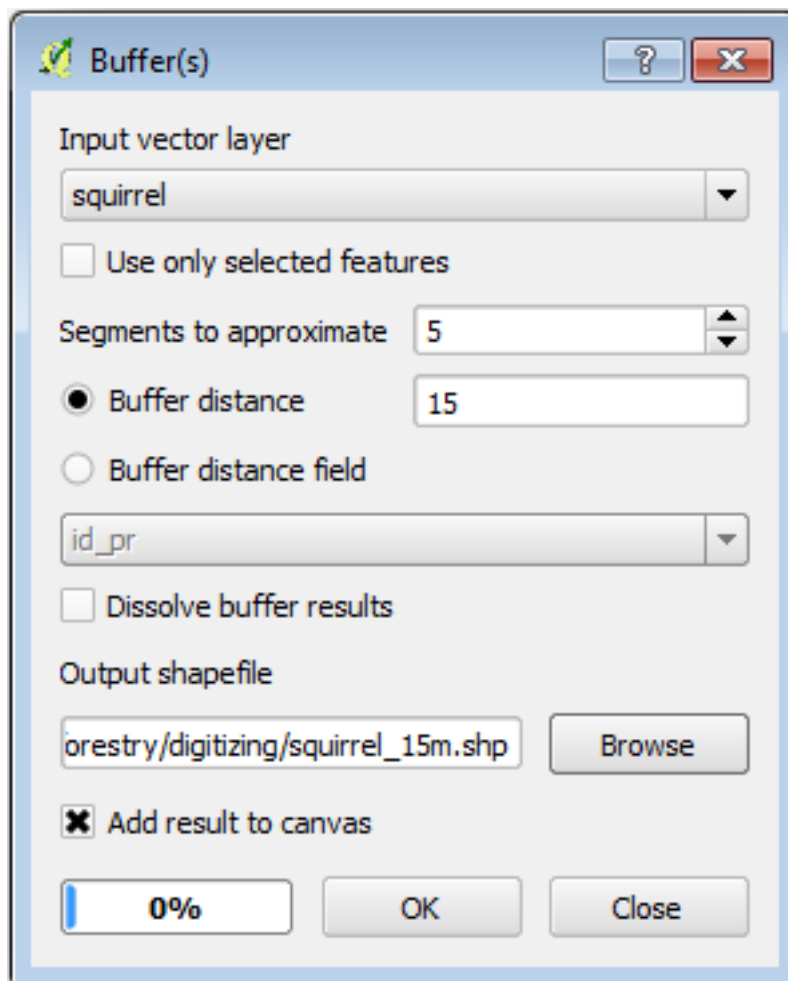 Buffer(s)
Input vector layer
squirrel
Use only selected features
Segments to approximate 5
Buffer distance 15
Buffer distance field
id_pr
Dissolve buffer results
Output shapefile
orestry/digitizing/squirrel_15m.shp Browse
Add result to canvas
0% OK Close